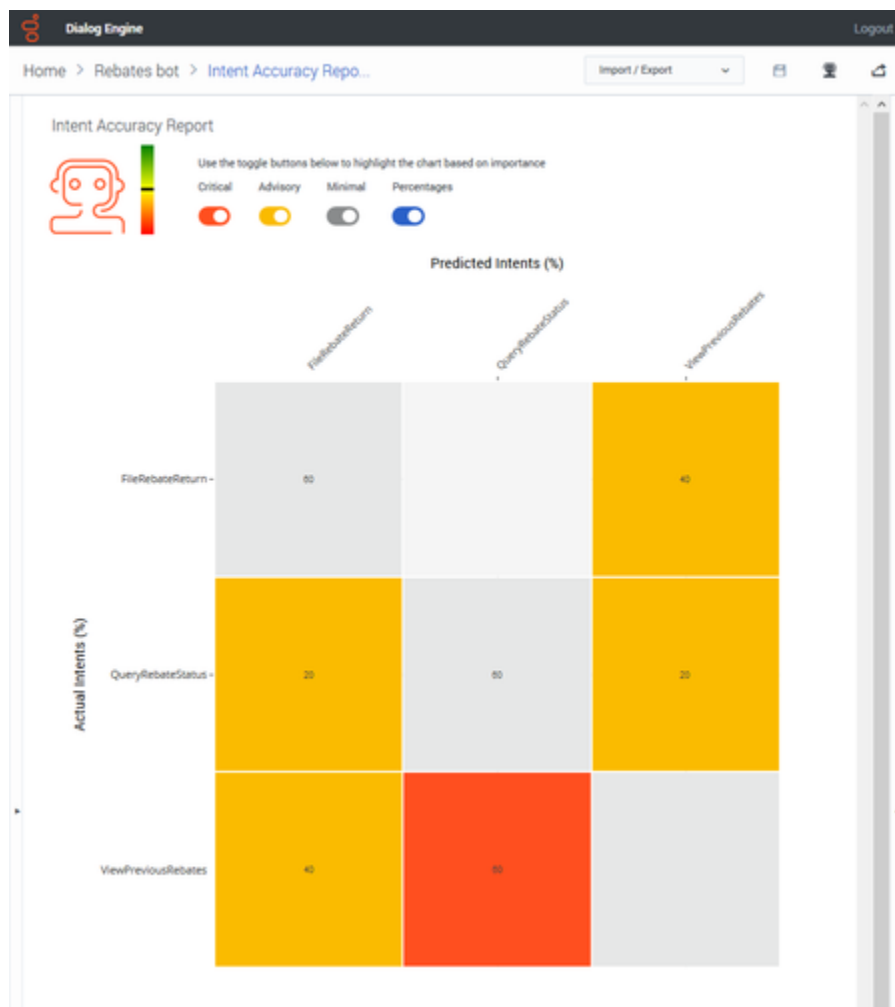 Dialog Engine
Logout
Home > Rebates bot > Intent Accuracy Repo...
Import / Export
Intent Accuracy Report
Use the toggle buttons below to highlight the chart based on importance
Critical Advisory Minimal Percentages
Predicted Intents (%)
FileRebateReturn QueryRebateStatus ViewPreviousRebates
Actual Intents (%)
FileRebateReturn 60 40
QueryRebateStatus 20 60 20
ViewPreviousRebates 40 60